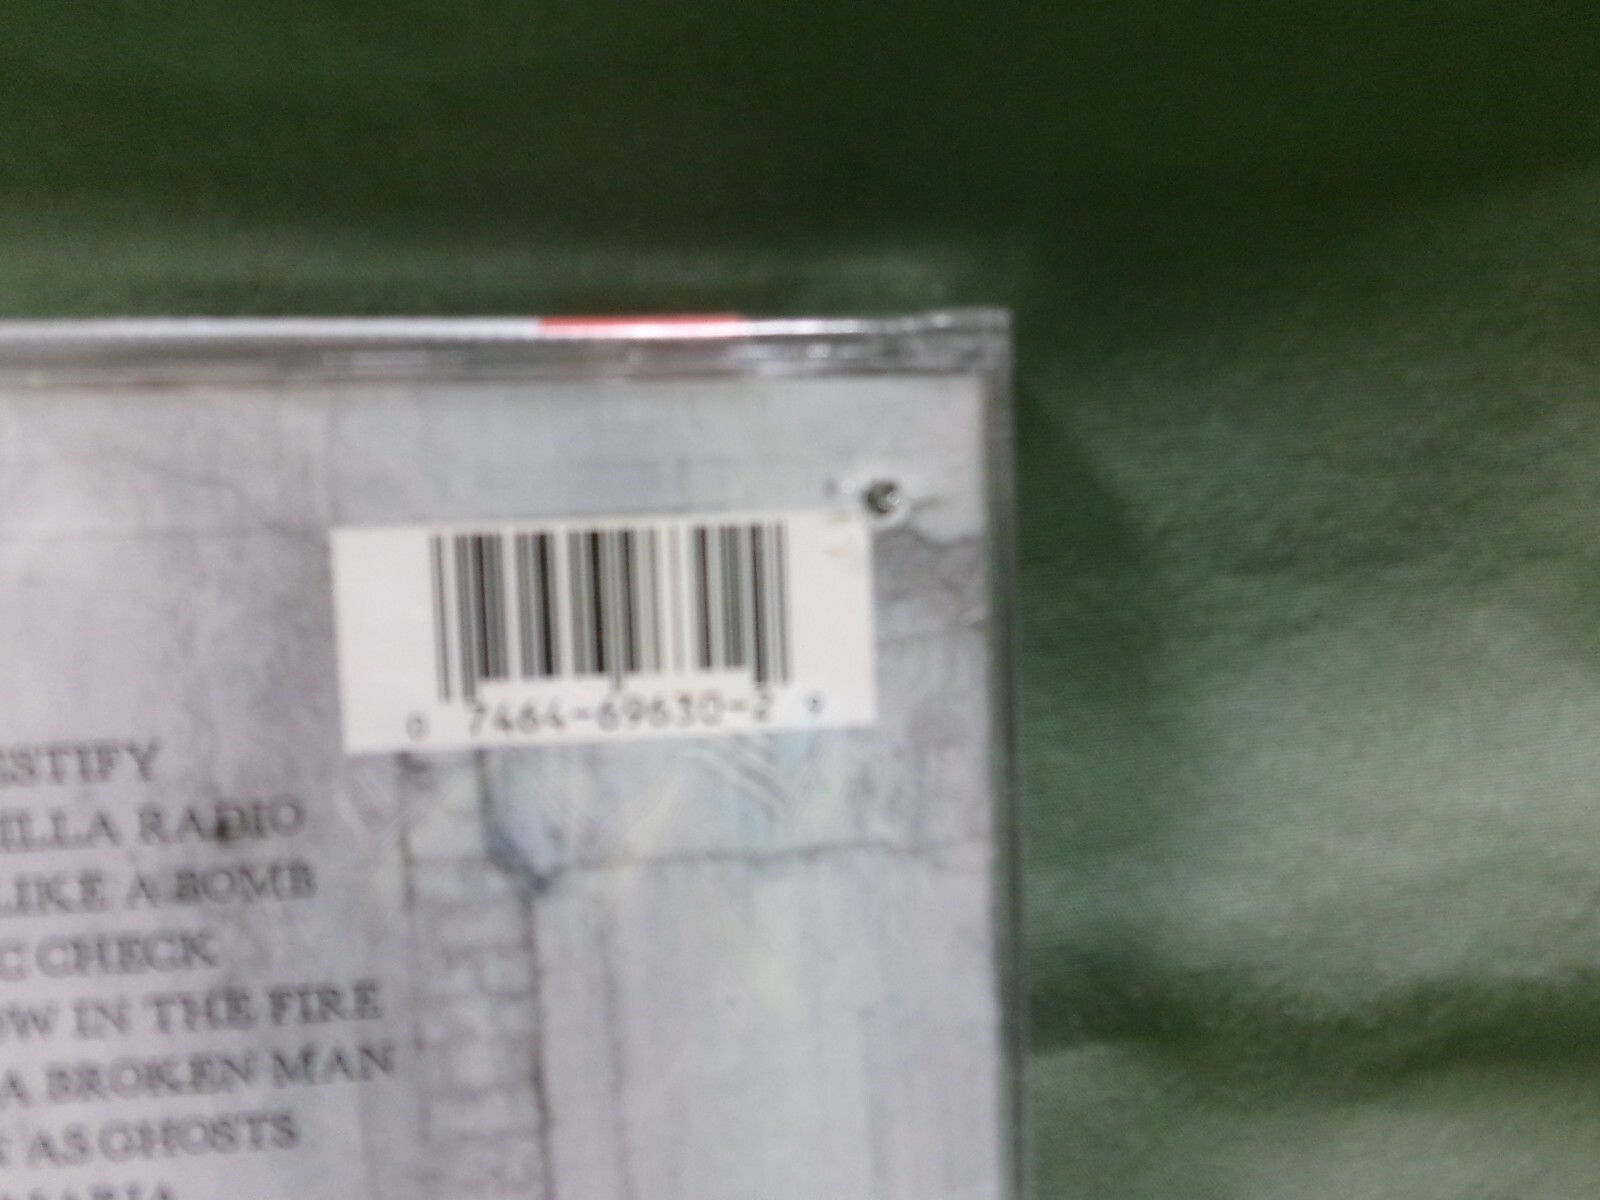 0 7464-69630-2 9
ESTIFY
ILLA RADIO
LIKE A BOMB
C CHECK
OW IN THE FIRE
A BROKEN MAN
AS GHOSTS
MARIA